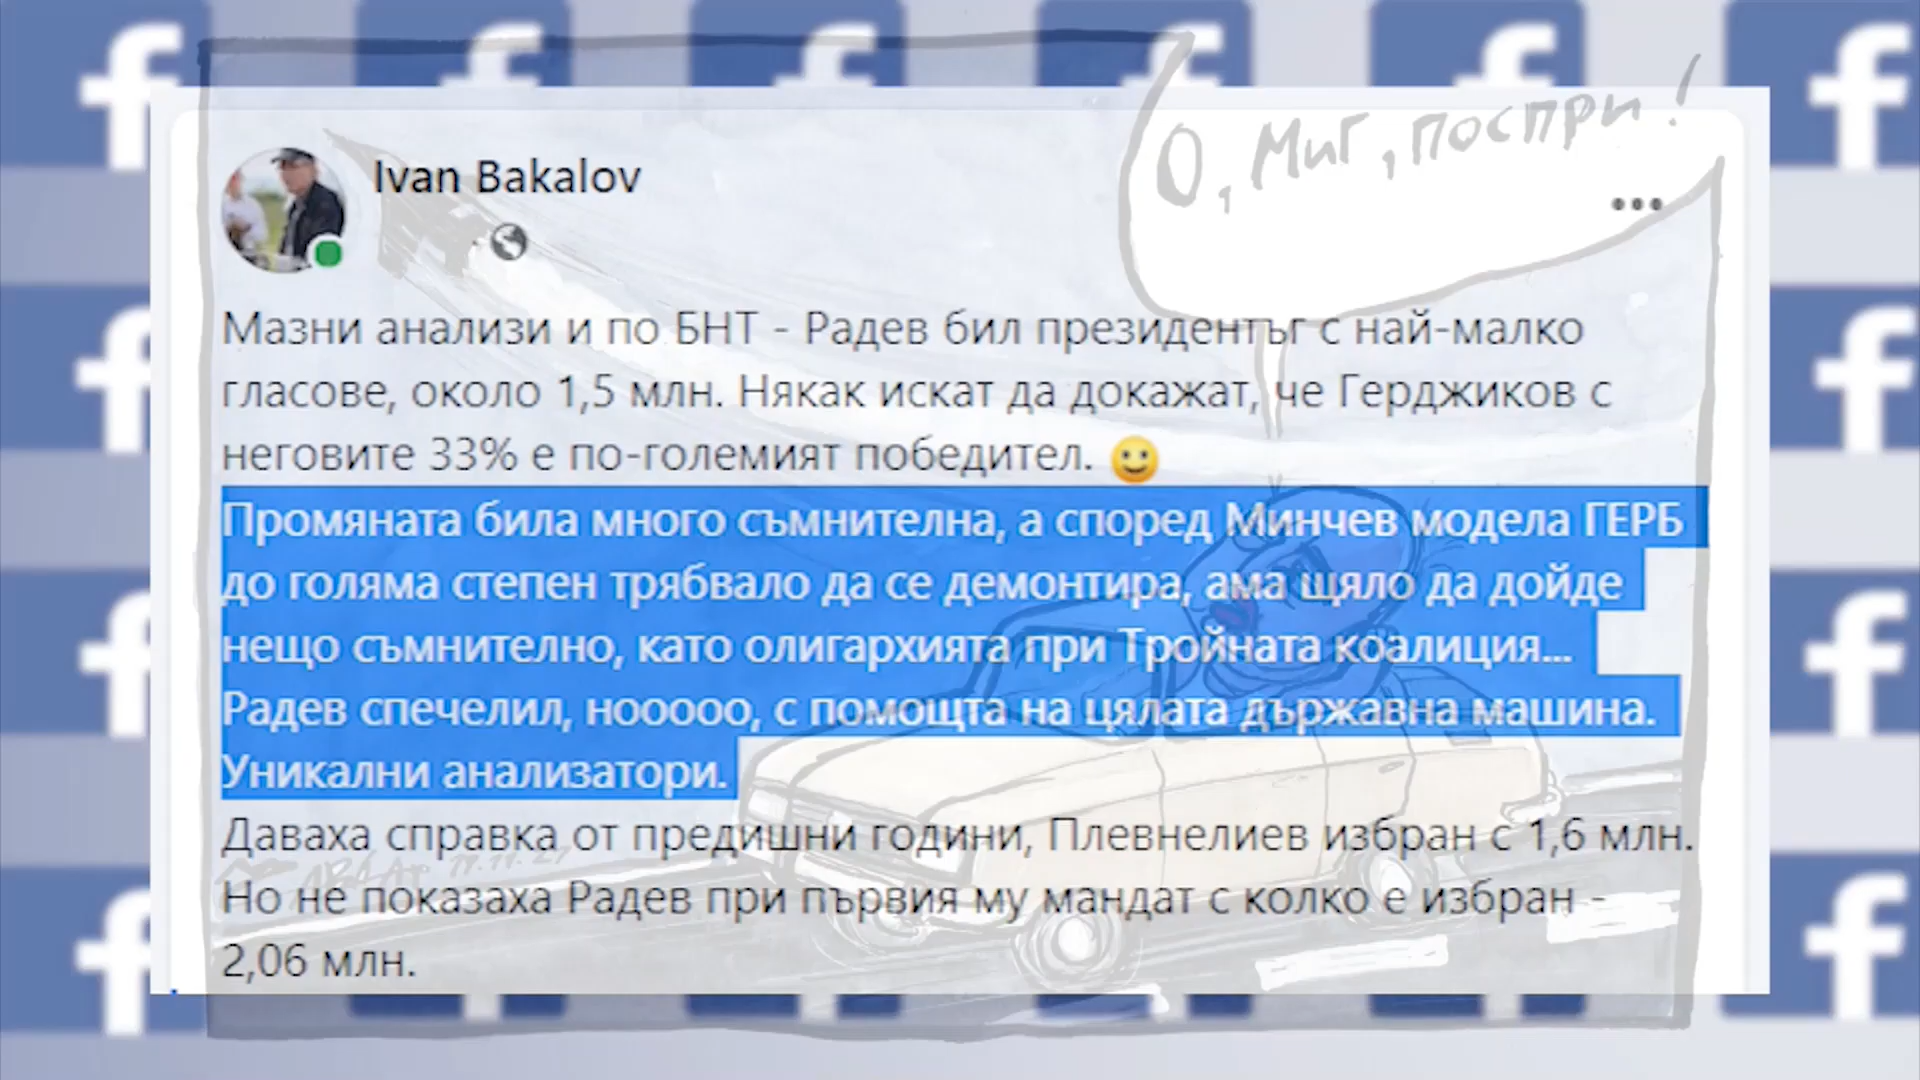 О, Миг, поспри!
Ivan Bakalov
Мазни анализи и по БНТ - Радев бил президентът с най-малко
гласове, около 1,5 млн. Някак искат да докажат, че Герджиков с
неговите 33% е по-големият победител. 🙂
Промяната била много съмнителна, а според Минчев модела ГЕРБ
до голяма степен трябвало да се демонтира, ама щяло да дойде
нещо съмнително, като олигархията при Тройната коалиция...
Радев спечелил, нооооо, с помощта на цялата държавна машина.
Уникални анализатори.
Даваха справка от предишни години, Плевнелиев избран с 1,6 млн.
Но не показаха Радев при първия му мандат с колко е избран -
2,06 млн.